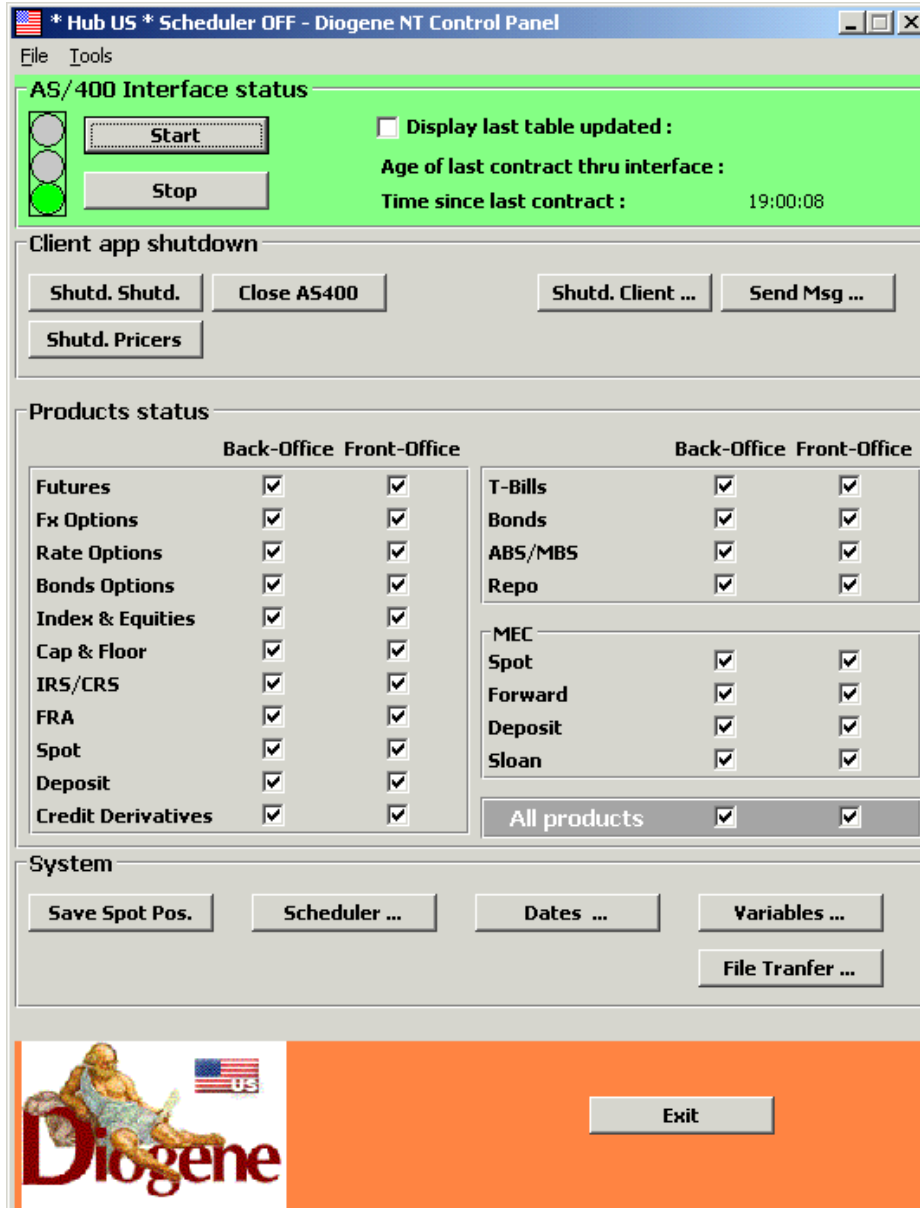 * Hub US * Scheduler OFF - Diogene NT Control Panel
File Tools
AS/400 Interface status
Start
Display last table updated :
Age of last contract thru interface :
Stop
Time since last contract : 19:00:08
Client app shutdown
Shutd. Shutd. Close AS400 Shutd. Client ... Send Msg ...
Shutd. Pricers
Products status
Back-Office Front-Office
Futures
Fx Options
Rate Options
Bonds Options
Index & Equities
Cap & Floor
IRS/CRS
FRA
Spot
Deposit
Credit Derivatives
Back-Office Front-Office
T-Bills
Bonds
ABS/MBS
Repo
MEC
Spot
Forward
Deposit
Sloan
All products
System
Save Spot Pos. Scheduler ... Dates ... Variables ...
File Tranfer ...
US
Diogene
Exit